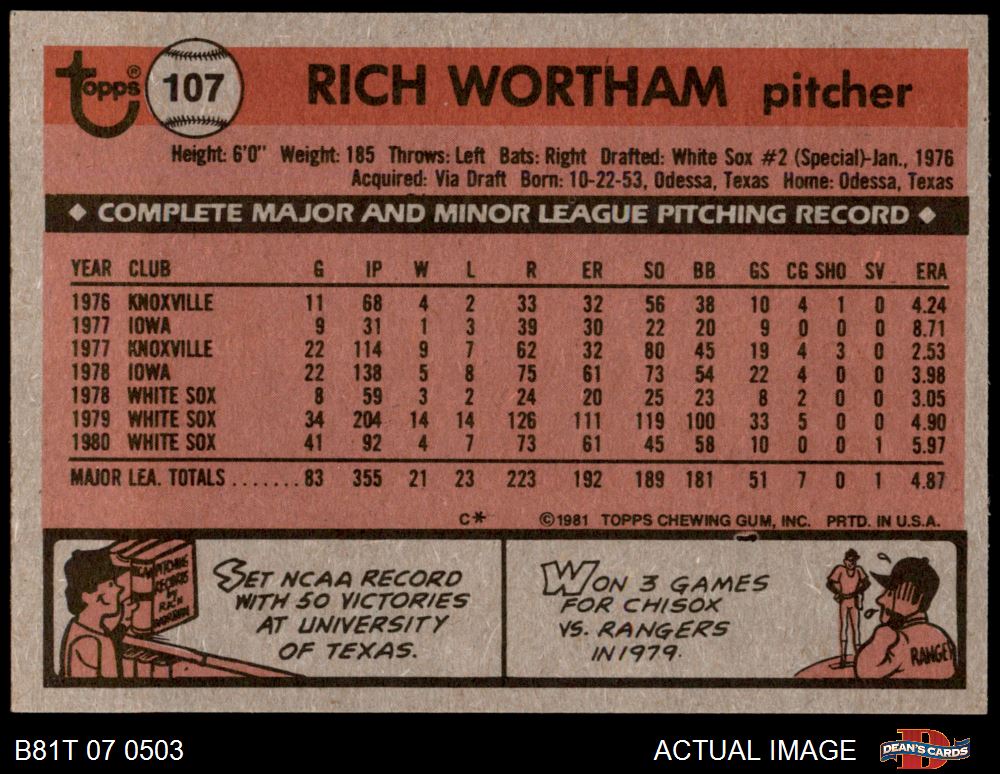 Topps® 107 RICH WORTHAM pitcher
Height: 6'0" Weight: 185 Throws: Left Bats: Right Drafted: White Sox #2 (Special)-Jan., 1976
Acquired: Via Draft Born: 10-22-53, Odessa, Texas Home: Odessa, Texas
◆ COMPLETE MAJOR AND MINOR LEAGUE PITCHING RECORD ◆
YEAR CLUB G IP W L R ER SO BB GS CG SHO SV ERA
1976 KNOXVILLE 11 68 4 2 33 32 56 38 10 4 1 0 4.24
1977 IOWA 9 31 1 3 39 30 22 20 9 0 0 0 8.71
1977 KNOXVILLE 22 114 9 7 62 32 80 45 19 4 3 0 2.53
1978 IOWA 22 138 5 8 75 61 73 54 22 4 0 0 3.98
1978 WHITE SOX 8 59 3 2 24 20 25 23 8 2 0 0 3.05
1979 WHITE SOX 34 204 14 14 126 111 119 100 33 5 0 0 4.90
1980 WHITE SOX 41 92 4 7 73 61 45 58 10 0 0 1 5.97
MAJOR LEA. TOTALS ....... 83 355 21 23 223 192 189 181 51 7 0 1 4.87
C* ©1981 TOPPS CHEWING GUM, INC. PRTD. IN U.S.A.
PITCHING
RECORDS
BY
RICH
WORTHAM
SET NCAA RECORD
WITH 50 VICTORIES
AT UNIVERSITY
OF TEXAS.
WON 3 GAMES
FOR CHISOX
VS. RANGERS
IN 1979.
RANGE
B81T 07 0503 ACTUAL IMAGE DEAN'S CARDS